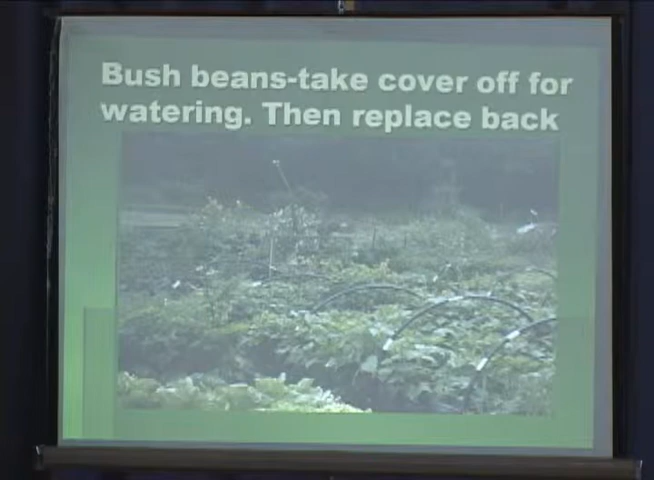 Bush beans-take cover off for
watering. Then replace back